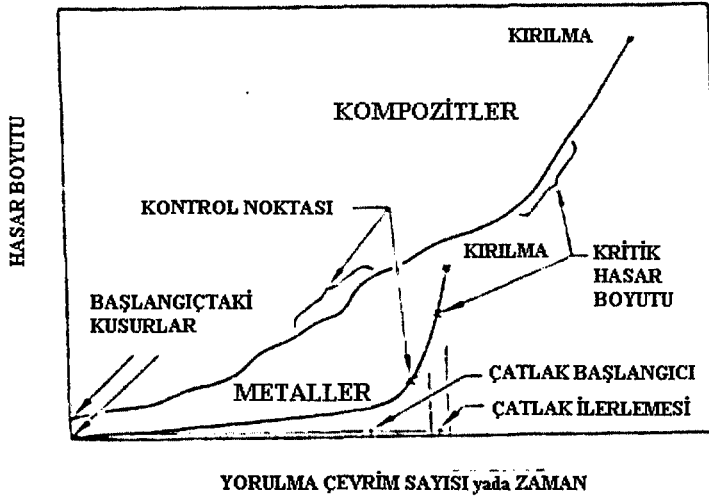 KIRILMA
KOMPOZİTLER
HASAR BOYUTU
KONTROL NOKTASI
KIRILMA
KRİTİK
HASAR
BOYUTU
BAŞLANGIÇTAKİ
KUSURLAR
METALLER
ÇATLAK BAŞLANGICI
ÇATLAK İLERLEMESİ
YORULMA ÇEVRİM SAYISI yada ZAMAN